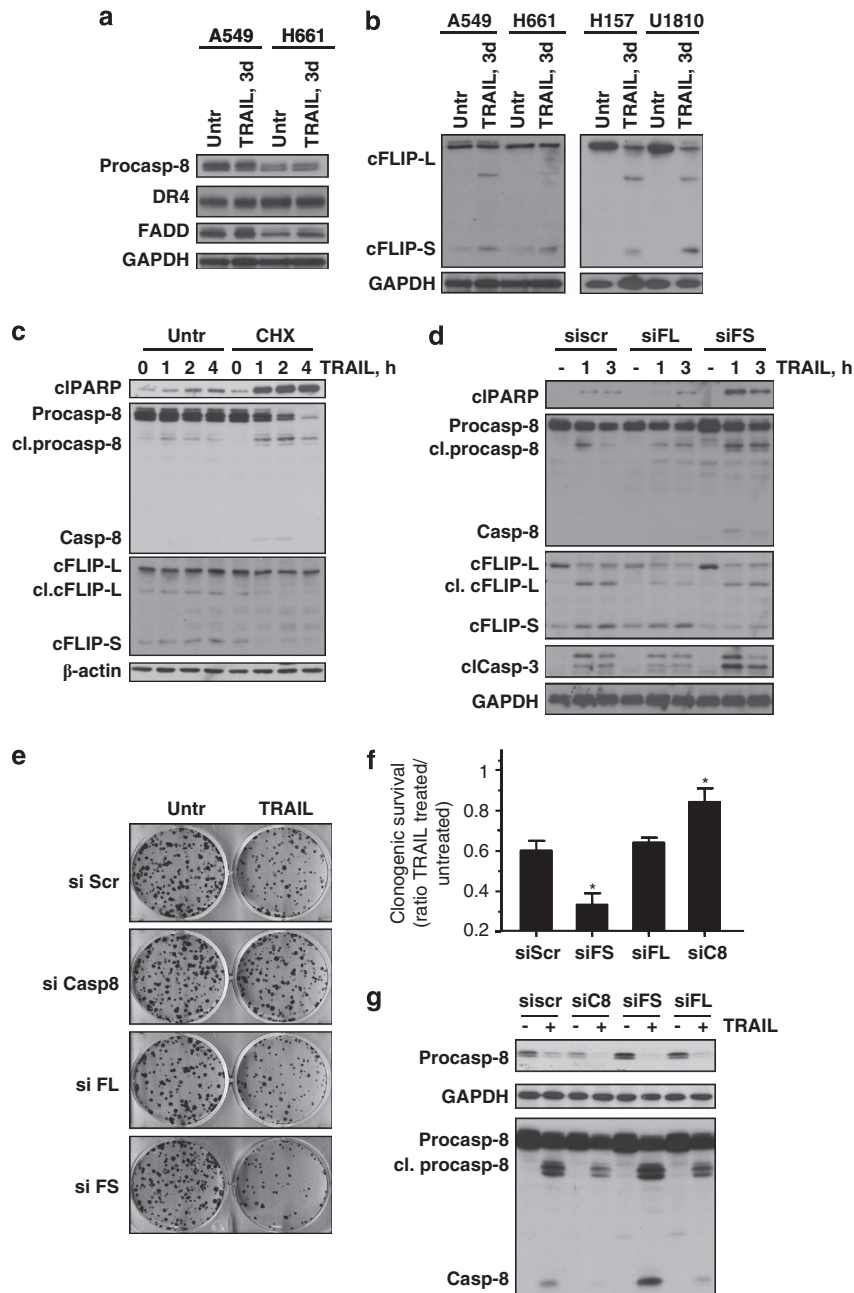 a
A549 H661
Untr
TRAIL, 3d
Untr
TRAIL, 3d
Procasp-8
DR4
FADD
GAPDH
b
A549 H661 H157 U1810
Untr
TRAIL, 3d
Untr
TRAIL, 3d
Untr
TRAIL, 3d
Untr
TRAIL, 3d
cFLIP-L
cFLIP-S
GAPDH
c
Untr CHX
0 1 2 4 0 1 2 4 TRAIL, h
clPARP
Procasp-8
cl.procasp-8
Casp-8
cFLIP-L
cl.cFLIP-L
cFLIP-S
β-actin
d
siscr siFL siFS
- 1 3 - 1 3 - 1 3 TRAIL, h
clPARP
Procasp-8
cl.procasp-8
Casp-8
cFLIP-L
cl. cFLIP-L
cFLIP-S
clCasp-3
GAPDH
e
Untr TRAIL
si Scr
si Casp8
si FL
si FS
f
Clonogenic survival
(ratio TRAIL treated/
untreated)
1
0.8
0.6
0.4
0.2
* *
siScr siFS siFL siC8
g
siscr siC8 siFS siFL
- + - + - + - + TRAIL
Procasp-8
GAPDH
Procasp-8
cl. procasp-8
Casp-8